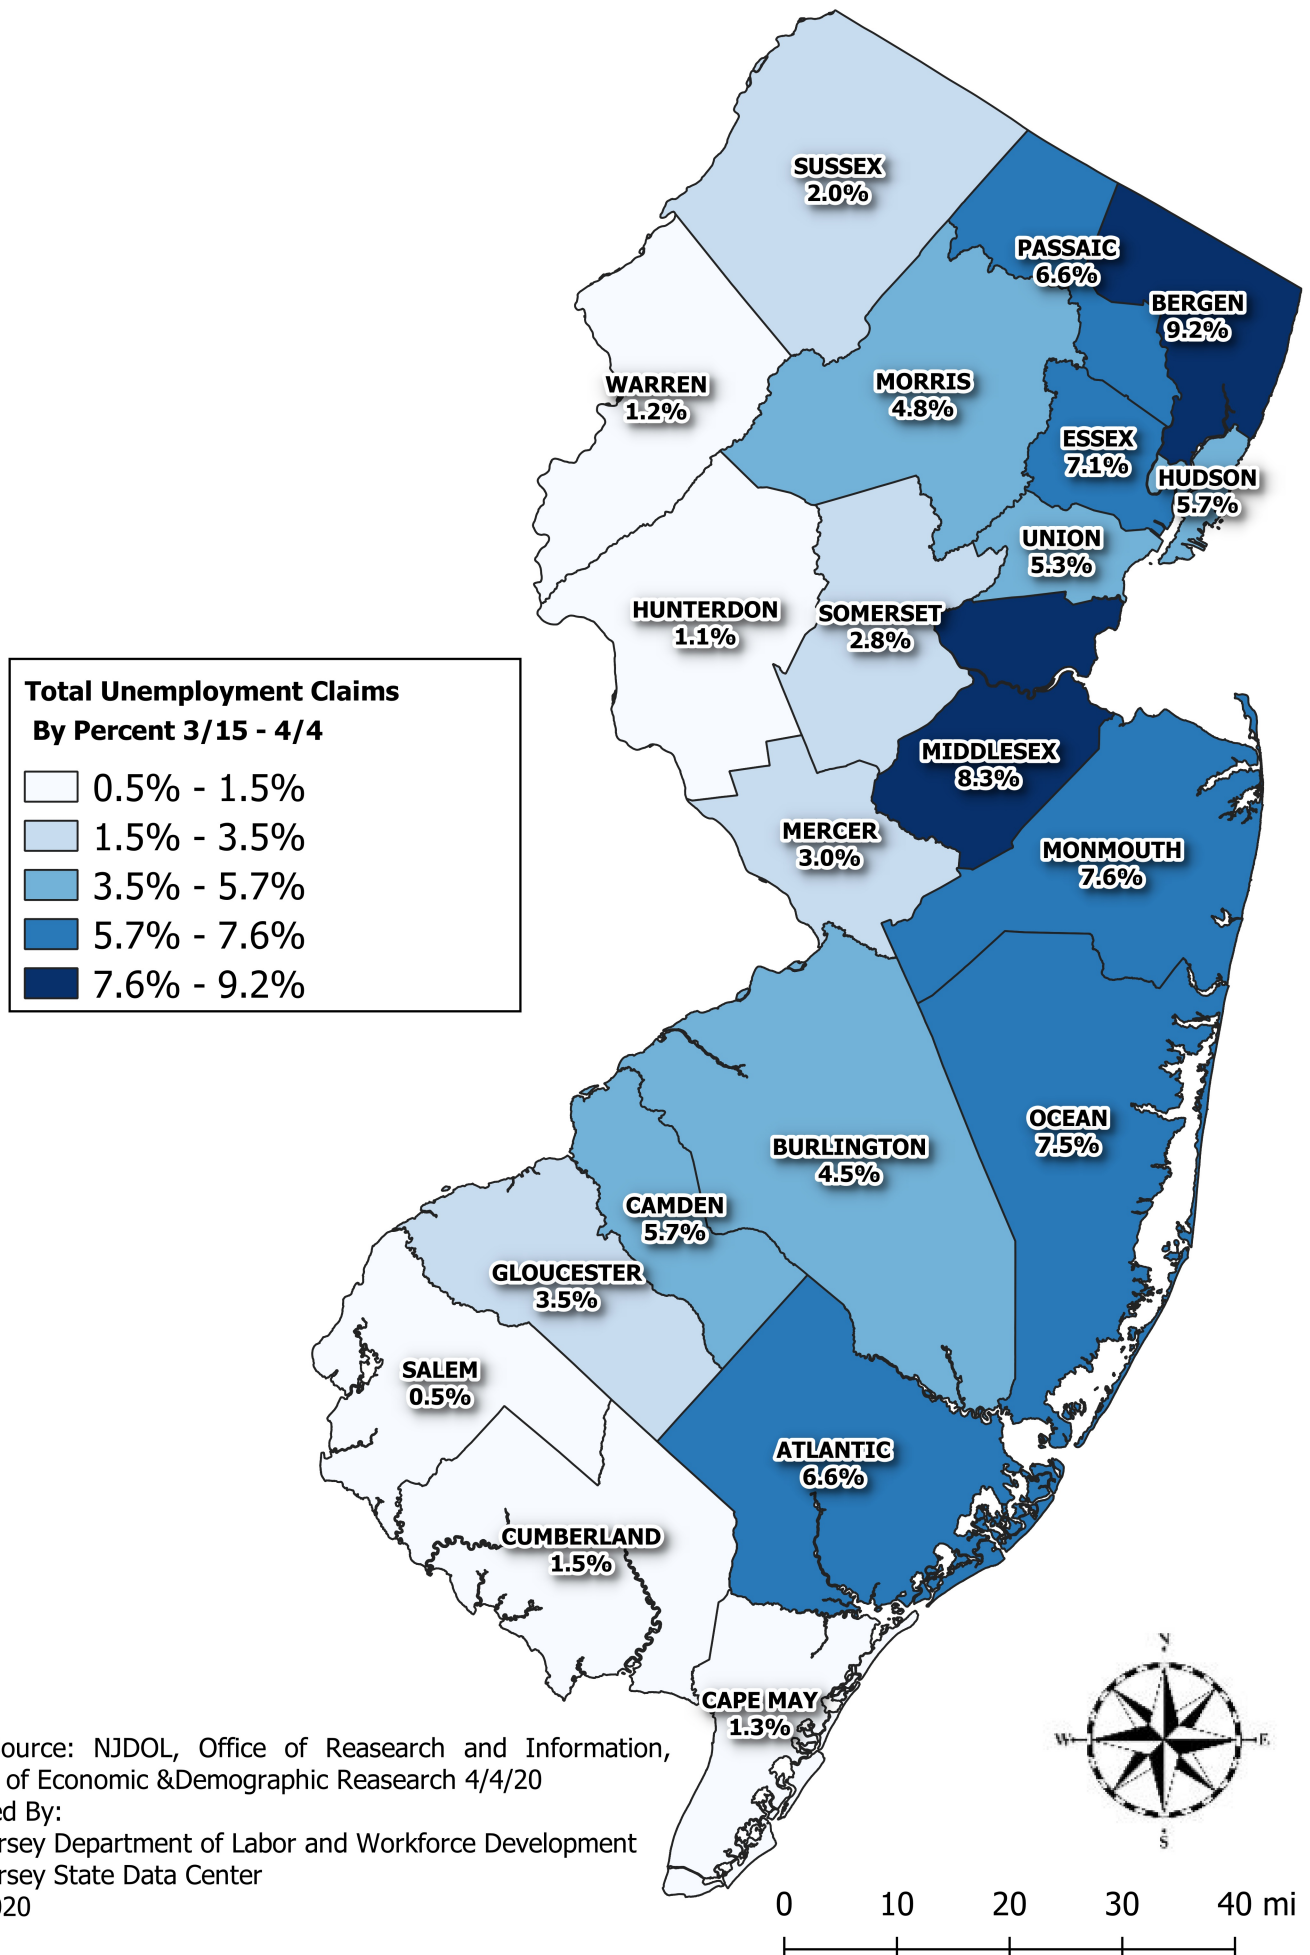 SUSSEX
2.0%
PASSAIC
6.6%
BERGEN
9.2%
WARREN
1.2%
MORRIS
4.8%
ESSEX
7.1%
HUDSON
5.7%
UNION
5.3%
HUNTERDON
1.1%
SOMERSET
2.8%
Total Unemployment Claims
By Percent 3/15 - 4/4
0.5% - 1.5%
1.5% - 3.5%
3.5% - 5.7%
5.7% - 7.6%
7.6% - 9.2%
MIDDLESEX
8.3%
MERCER
3.0%
MONMOUTH
7.6%
OCEAN
7.5%
BURLINGTON
4.5%
CAMDEN
5.7%
GLOUCESTER
3.5%
SALEM
0.5%
ATLANTIC
6.6%
CUMBERLAND
1.5%
CAPE MAY
1.3%
N
W
E
S
ource: NJDOL, Office of Reasearch and Information,
of Economic &Demographic Reasearch 4/4/20
ed By:
rsey Department of Labor and Workforce Development
rsey State Data Center
020
0 10 20 30 40 mi